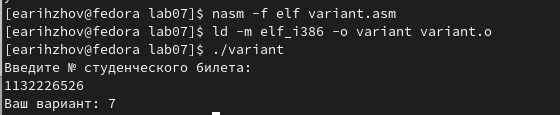 [earihzhov@fedora lab07]$ nasm -f elf variant.asm
[earihzhov@fedora lab07]$ ld -m elf_i386 -o variant variant.o
[earihzhov@fedora lab07]$ ./variant
Введите № студенческого билета:
1132226526
Ваш вариант: 7